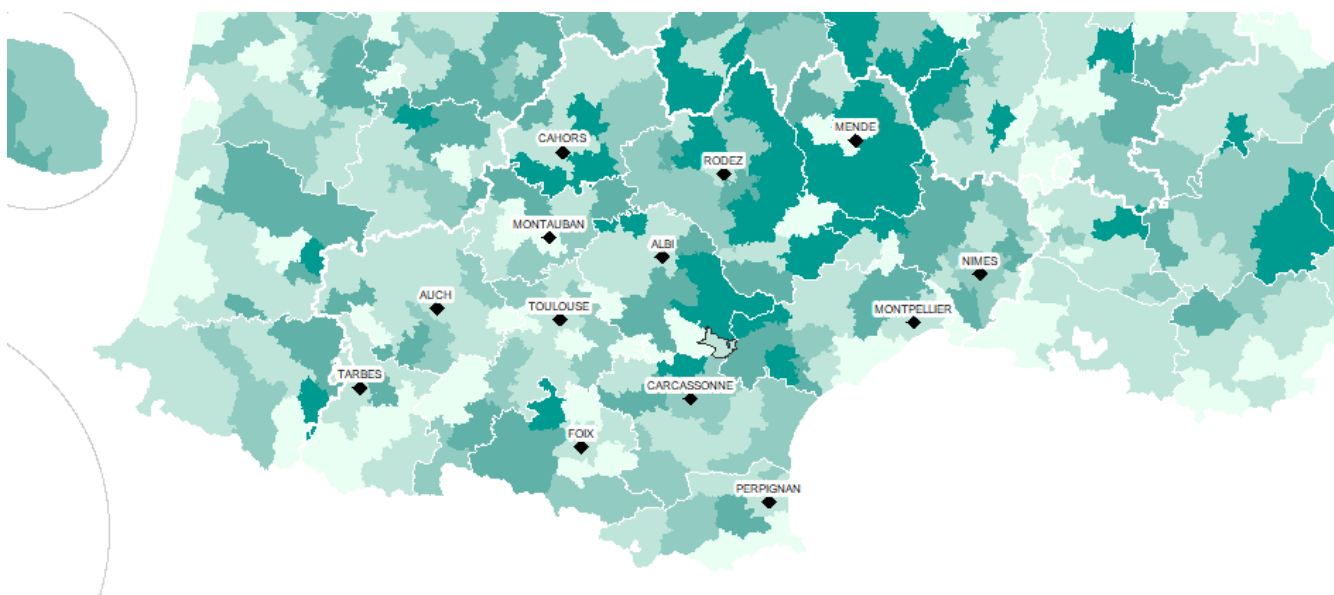 MENDE
CAHORS
RODEZ
MONTAUBAN
ALBI
NIMES
AUCH
TOULOUSE
MONTPELLIER
TARBES
CARCASSONNE
FOIX
PERPIGNAN